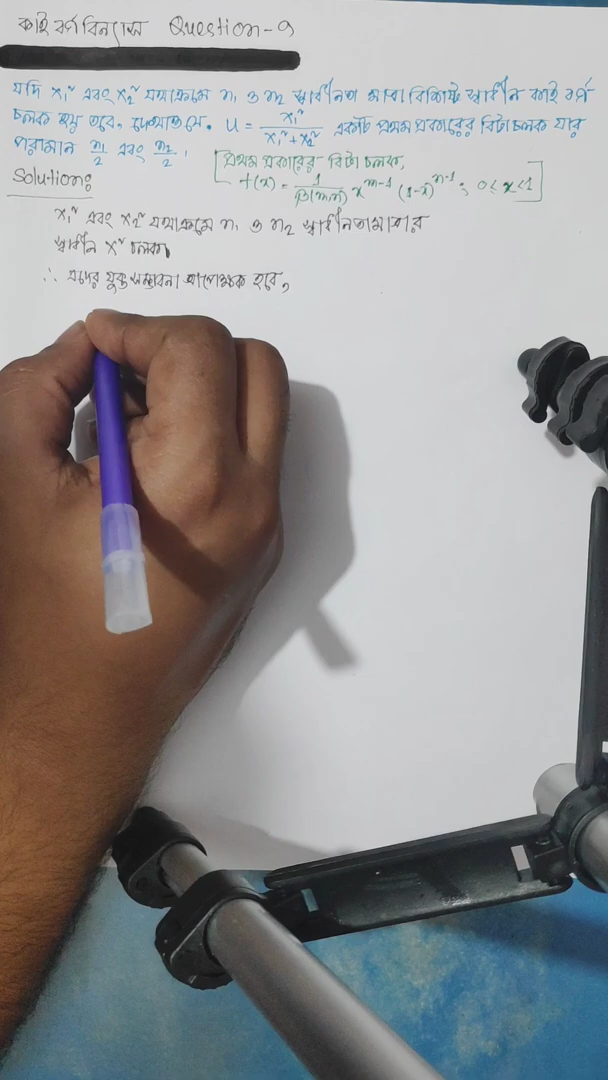 কাই বর্গ বিন্যাস Question-9
যদি x₁² এবং x₂² যথাক্রমে n₁ ও n₂ স্বাধীনতা মাত্রা বিশিষ্ট স্বাধীন কাই বর্গ
চলক হয় তবে, দেখাও যে, U = x₁²/(x₁²+x₂²) একটি প্রথম প্রকারের বিটা চলক যার
পরামান n₁/2 এবং n₂/2 ।
[প্রথম প্রকারের বিটা চলক,
f(x) = 1/β(m,n) x^(m-1) (1-x)^(n-1) ; 0< x <1]
Solution:
x₁² এবং x₂² যথাক্রমে n₁ ও n₂ স্বাধীনতা মাত্রার
স্বাধীন x² চলক।
∴ এদের যুক্ত সম্ভাবনা অপেক্ষক হবে,